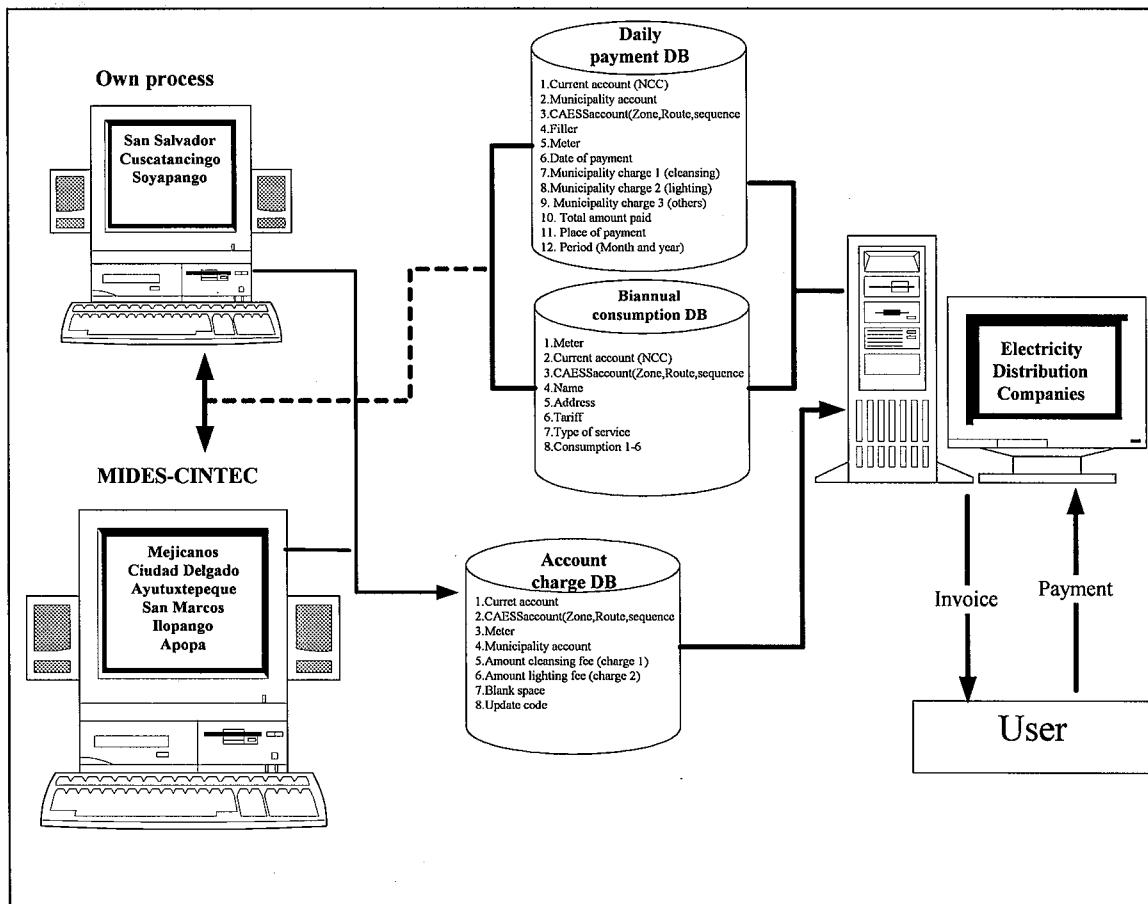 Own process
San Salvador
Cuscatancingo
Soyapango
MIDES-CINTEC
Mejicanos
Ciudad Delgado
Ayutuxtepeque
San Marcos
Ilopango
Apopa
Daily
payment DB
1.Current account (NCC)
2.Municipality account
3.CAESSaccount(Zone,Route,sequence
4.Filler
5.Meter
6.Date of payment
7.Municipality charge 1 (cleansing)
8.Municipality charge 2 (lighting)
9. Municipality charge 3 (others)
10. Total amount paid
11. Place of payment
12. Period (Month and year)
Biannual
consumption DB
1.Meter
2.Current account (NCC)
3.CAESSaccount(Zone,Route,sequence
4.Name
5.Address
6.Tariff
7.Type of service
8.Consumption 1-6
Account
charge DB
1.Curret account
2.CAESSaccount(Zone,Route,sequence
3.Meter
4.Municipality account
5.Amount cleansing fee (charge 1)
6.Amount lighting fee (charge 2)
7.Blank space
8.Update code
Electricity
Distribution
Companies
Invoice
Payment
User